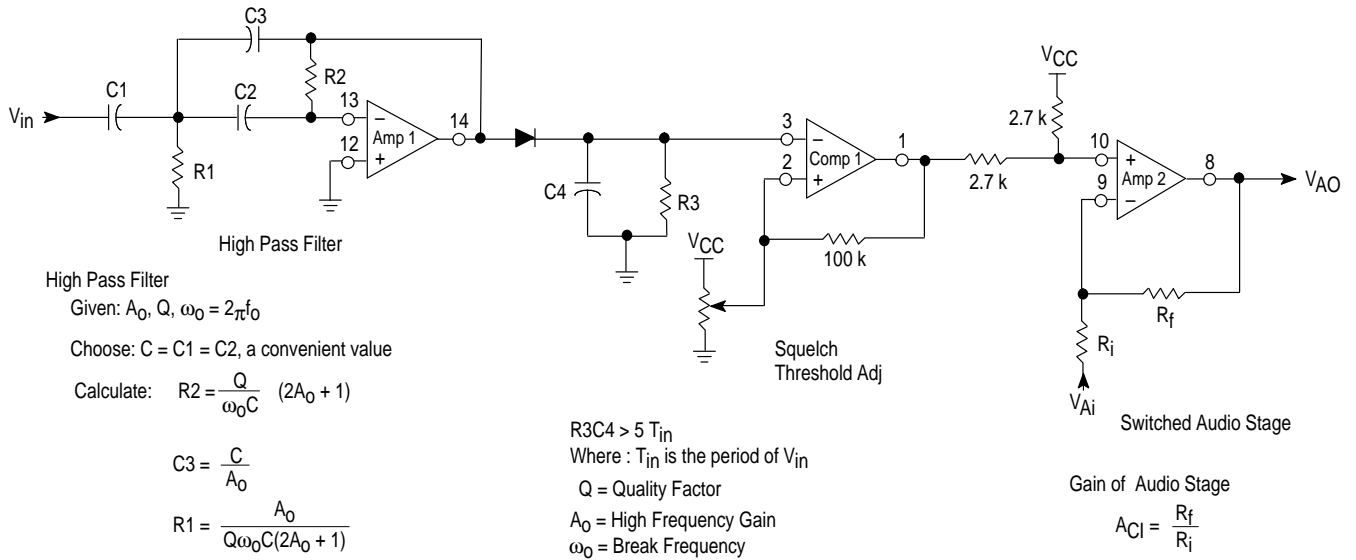 C3
R2
C1
C2
V_in
13
−
Amp 1
14
12
+
R1
High Pass Filter
C4
R3
3
−
Comp 1
1
2
+
2.7 k
V_CC
2.7 k
10
+
Amp 2
8
V_AO
9
−
V_CC
100 k
Squelch
Threshold Adj
R_f
R_i
V_Ai
Switched Audio Stage
High Pass Filter
Given: A_o, Q, ω_o = 2πf_o
Choose: C = C1 = C2, a convenient value
Calculate: R2 = Q / ω_oC (2A_o + 1)
C3 = C / A_o
R1 = A_o / Qω_oC(2A_o + 1)
R3C4 > 5 T_in
Where : T_in is the period of V_in
Q = Quality Factor
A_o = High Frequency Gain
ω_o = Break Frequency
Gain of Audio Stage
A_Cl = R_f / R_i